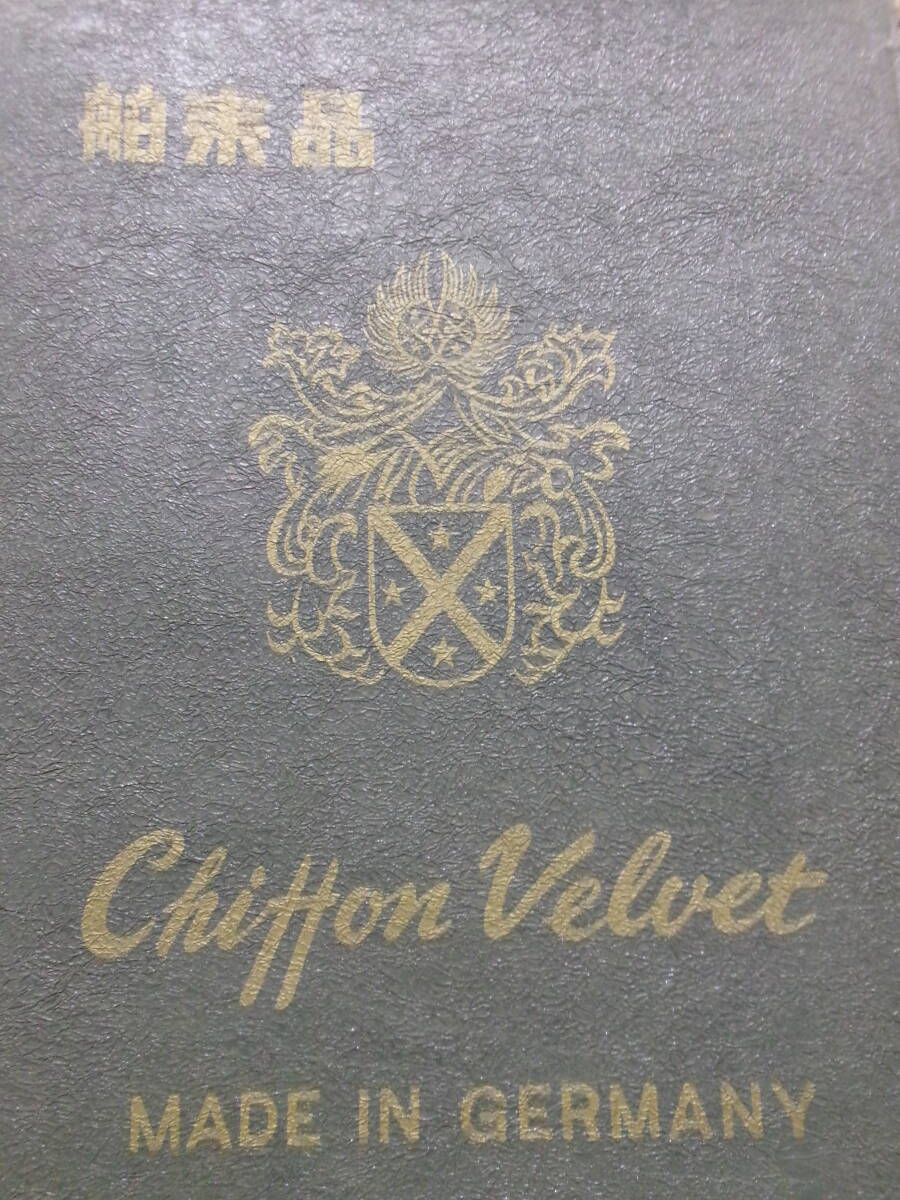 舶来品
Chiffon Velvet
MADE IN GERMANY